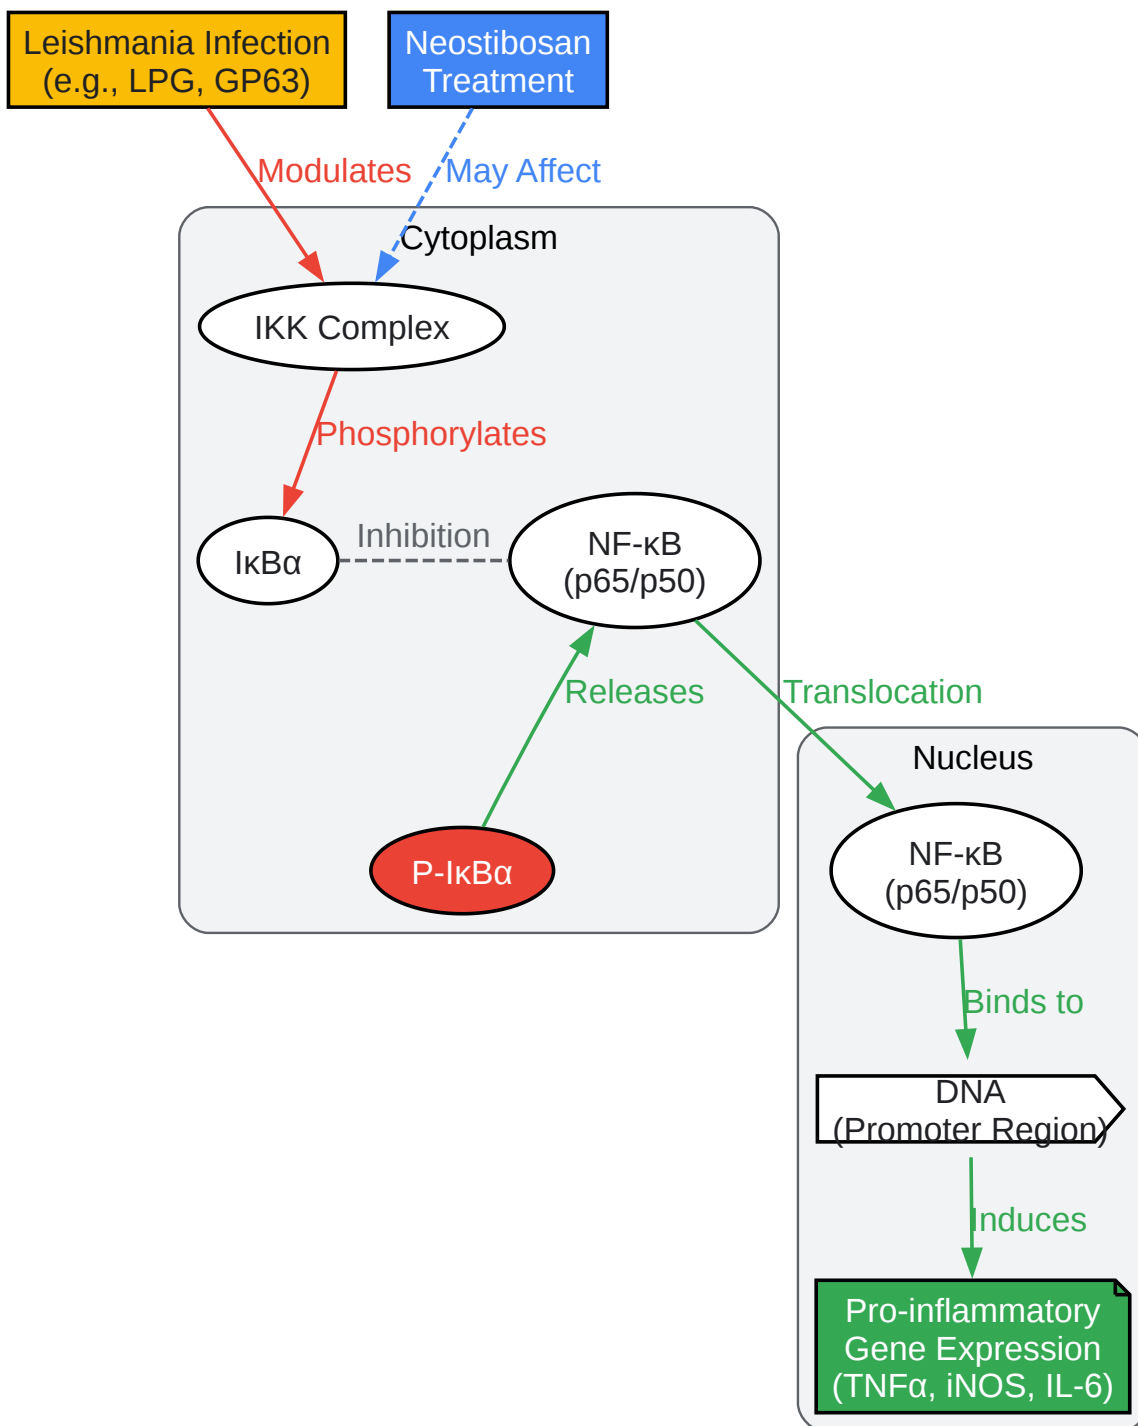 Leishmania Infection
(e.g., LPG, GP63)
Neostibosan
Treatment
Modulates
May Affect
Cytoplasm
IKK Complex
Phosphorylates
IκBα
Inhibition
NF-κB
(p65/p50)
Releases
Translocation
P-IκBα
Nucleus
NF-κB
(p65/p50)
Binds to
DNA
(Promoter Region)
Induces
Pro-inflammatory
Gene Expression
(TNFα, iNOS, IL-6)